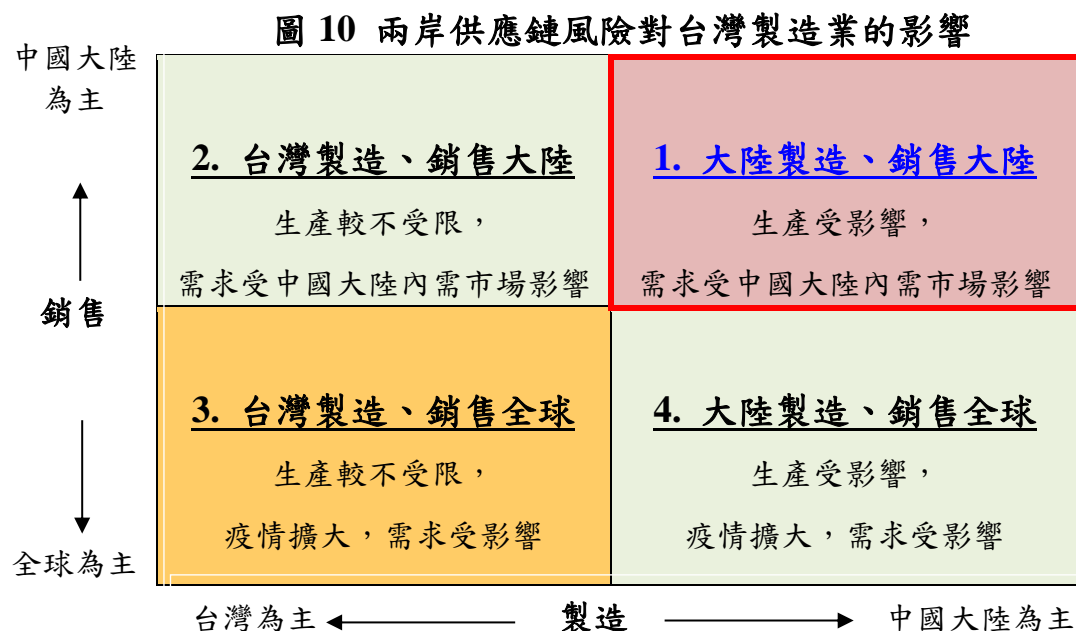 圖 10 兩岸供應鏈風險對台灣製造業的影響
中國大陸
為主
銷售
全球為主
2. 台灣製造、銷售大陸
生產較不受限，
需求受中國大陸內需市場影響
1. 大陸製造、銷售大陸
生產受影響，
需求受中國大陸內需市場影響
3. 台灣製造、銷售全球
生產較不受限，
疫情擴大，需求受影響
4. 大陸製造、銷售全球
生產受影響，
疫情擴大，需求受影響
台灣為主 製造 中國大陸為主